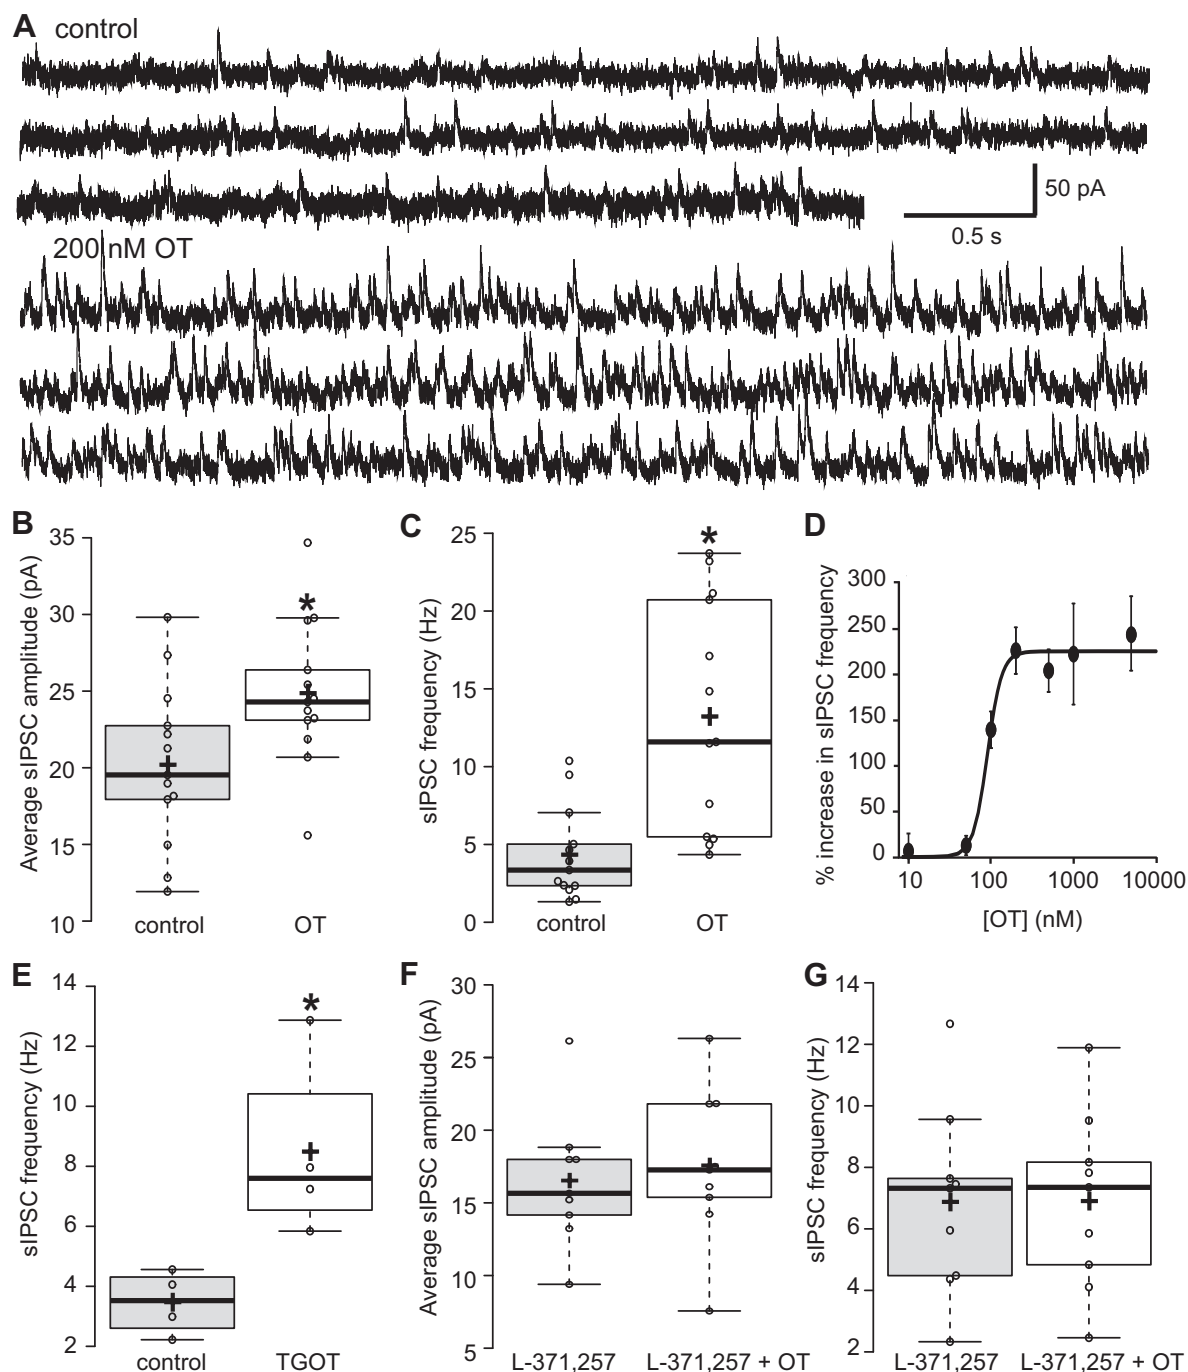 A control
50 pA
0.5 s
200 nM OT
B
Average sIPSC amplitude (pA)
35
30
25
20
15
10
control OT
*
C
sIPSC frequency (Hz)
25
20
15
10
5
0
control OT
*
D
% increase in sIPSC frequency
300
250
200
150
100
50
0
10 100 1000 10000
[OT] (nM)
E
sIPSC frequency (Hz)
14
12
10
8
6
4
2
control TGOT
*
F
Average sIPSC amplitude (pA)
30
25
20
15
10
5
L-371,257 L-371,257 + OT
G
sIPSC frequency (Hz)
14
12
10
8
6
4
2
L-371,257 L-371,257 + OT